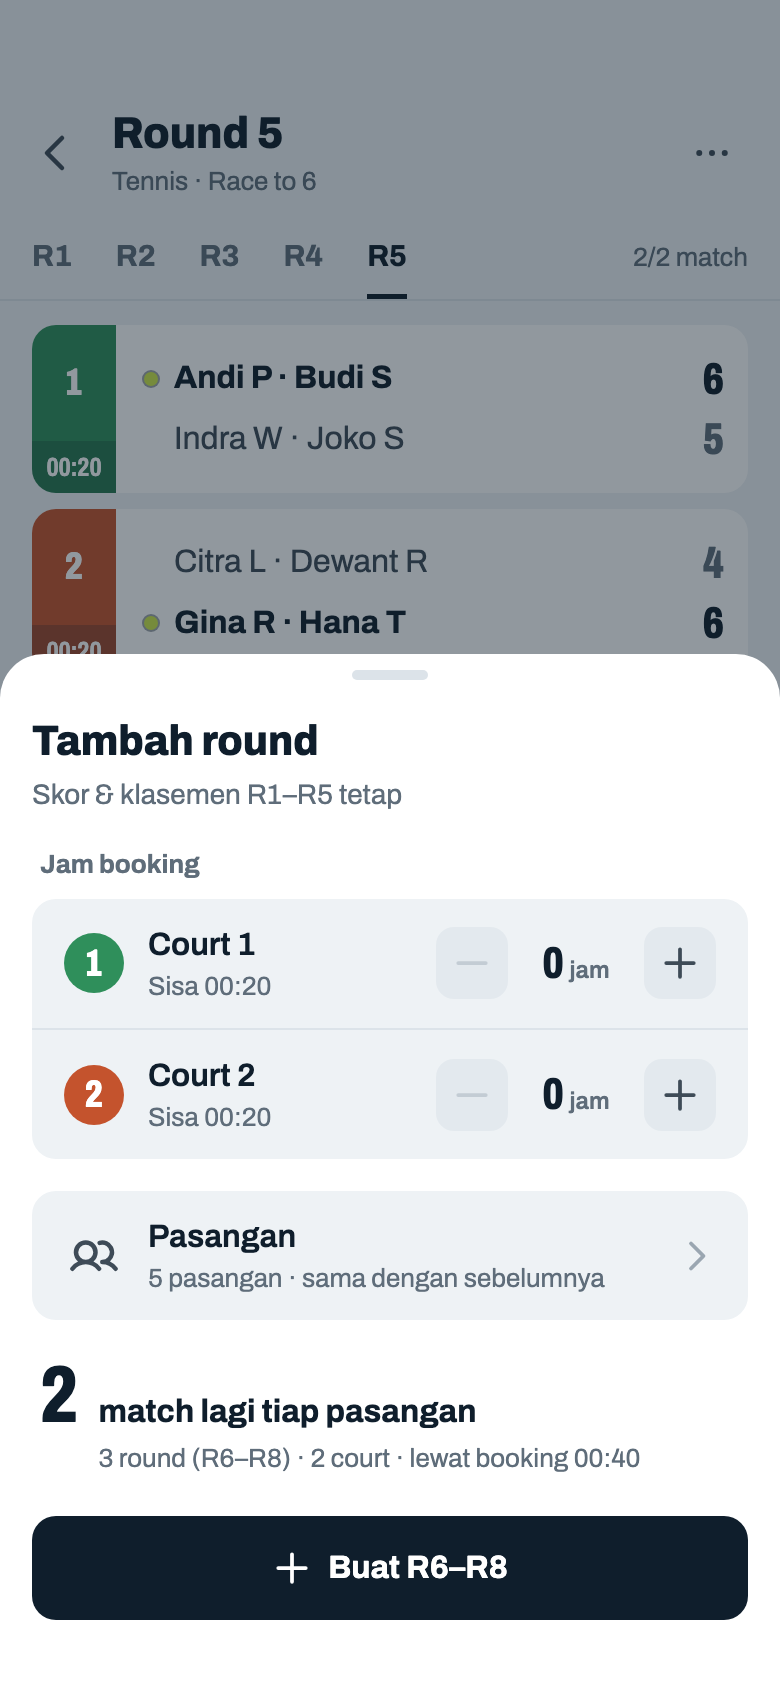 Round 5
Tennis · Race to 6
R1 R2 R3 R4 R5 2/2 match
1
00:20
Andi P · Budi S 6
Indra W · Joko S 5
2
00:20
Citra L · Dewant R 4
Gina R · Hana T 6
Tambah round
Skor & klasemen R1–R5 tetap
Jam booking
1 Court 1
Sisa 00:20
0 jam
2 Court 2
Sisa 00:20
0 jam
Pasangan
5 pasangan · sama dengan sebelumnya
2 match lagi tiap pasangan
3 round (R6–R8) · 2 court · lewat booking 00:40
Buat R6–R8